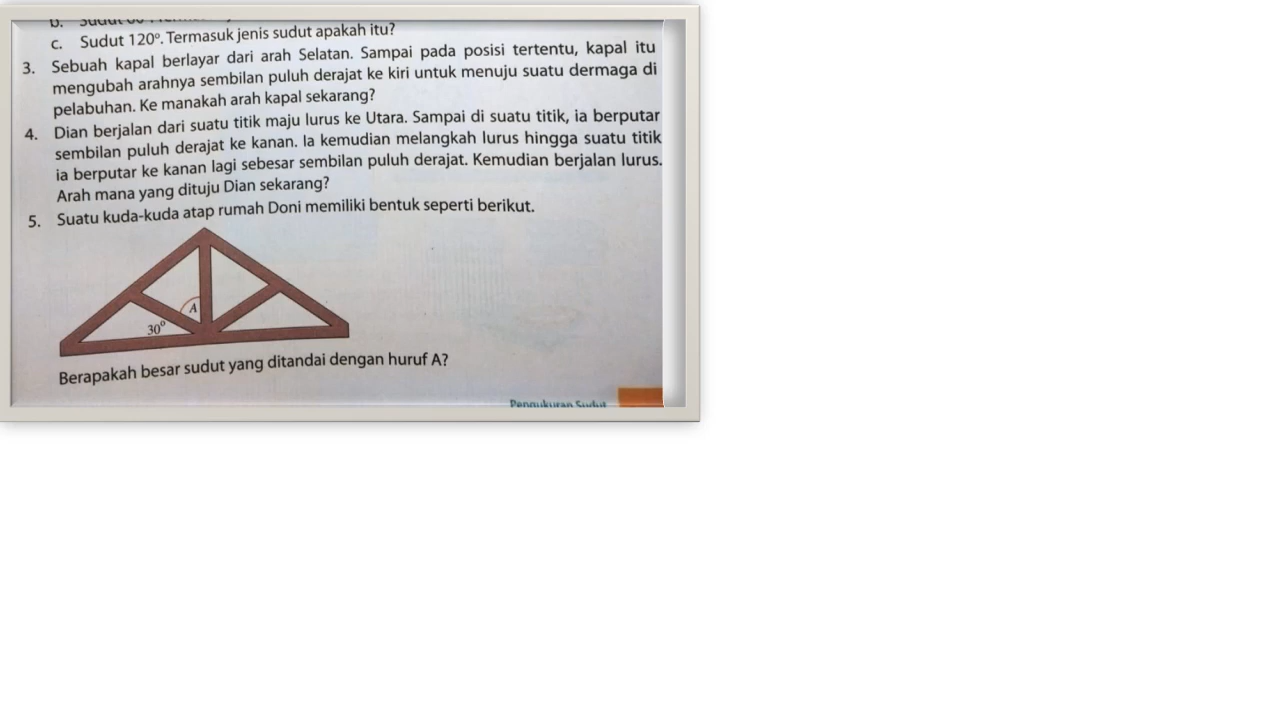 b. Sudut
c. Sudut 120°. Termasuk jenis sudut apakah itu?
3. Sebuah kapal berlayar dari arah Selatan. Sampai pada posisi tertentu, kapal itu
mengubah arahnya sembilan puluh derajat ke kiri untuk menuju suatu dermaga di
pelabuhan. Ke manakah arah kapal sekarang?
4. Dian berjalan dari suatu titik maju lurus ke Utara. Sampai di suatu titik, ia berputar
sembilan puluh derajat ke kanan. Ia kemudian melangkah lurus hingga suatu titik
ia berputar ke kanan lagi sebesar sembilan puluh derajat. Kemudian berjalan lurus.
Arah mana yang dituju Dian sekarang?
5. Suatu kuda-kuda atap rumah Doni memiliki bentuk seperti berikut.
A
30°
Berapakah besar sudut yang ditandai dengan huruf A?
Pengukuran Sudut